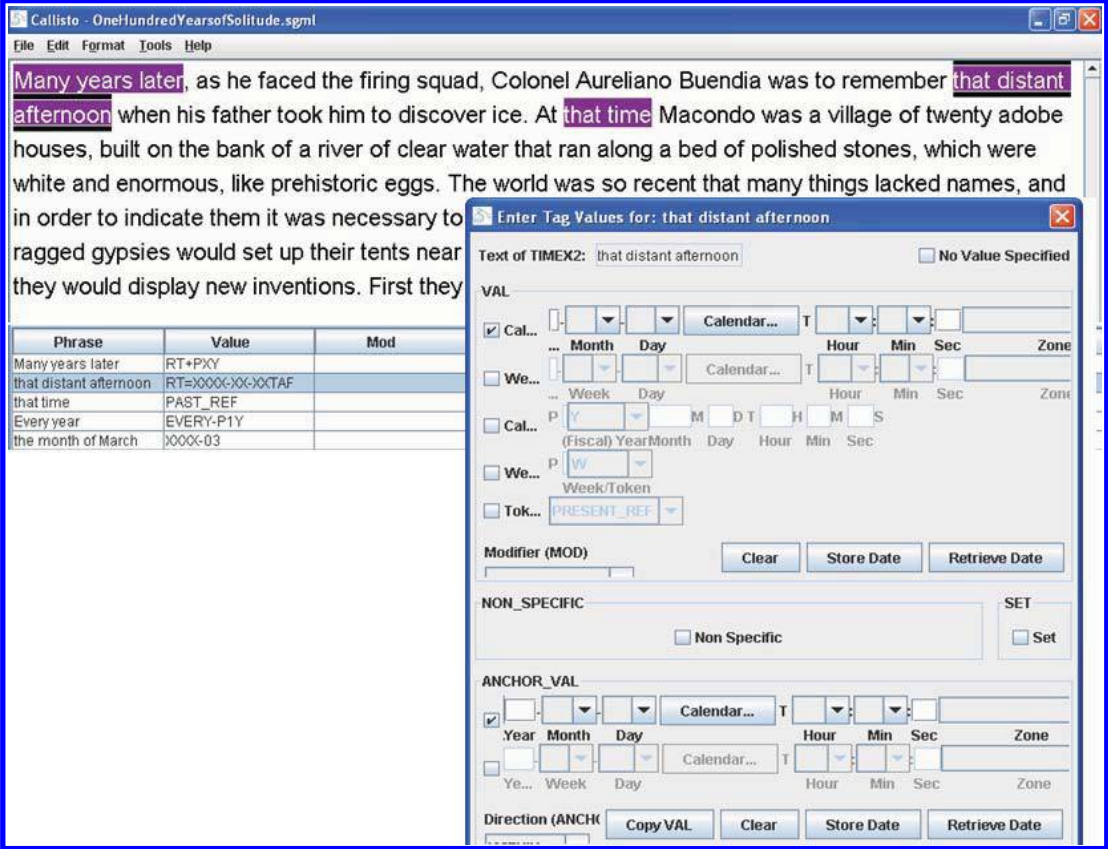 Callisto - OneHundredYearsofSolitude.sgml
File Edit Format Tools Help
Many years later, as he faced the firing squad, Colonel Aureliano Buendia was to remember that distant
afternoon when his father took him to discover ice. At that time Macondo was a village of twenty adobe
houses, built on the bank of a river of clear water that ran along a bed of polished stones, which were
white and enormous, like prehistoric eggs. The world was so recent that many things lacked names, and
in order to indicate them it was necessary to
ragged gypsies would set up their tents near
they would display new inventions. First they
Phrase Value Mod
Many years later RT+PXY
that distant afternoon RT=XXXX-XX-XXTAF
that time PAST_REF
Every year EVERY-P1Y
the month of March XXXX-03
Enter Tag Values for: that distant afternoon
Text of TIMEX2: that distant afternoon No Value Specified
VAL
Cal... - - Calendar... T : :
... Month Day Hour Min Sec Zone
We... - - Calendar... T : :
... Week Day Hour Min Sec Zone
Cal... P Y M D T H M S
(Fiscal) Year Month Day Hour Min Sec
We... P W
Week/Token
Tok... PRESENT_REF
Modifier (MOD) Clear Store Date Retrieve Date
NON_SPECIFIC SET
Non Specific Set
ANCHOR_VAL
- - Calendar... T : :
Year Month Day Hour Min Sec Zone
- - Calendar... T : :
Ye... Week Day Hour Min Sec Zone
Direction (ANCH Copy VAL Clear Store Date Retrieve Date